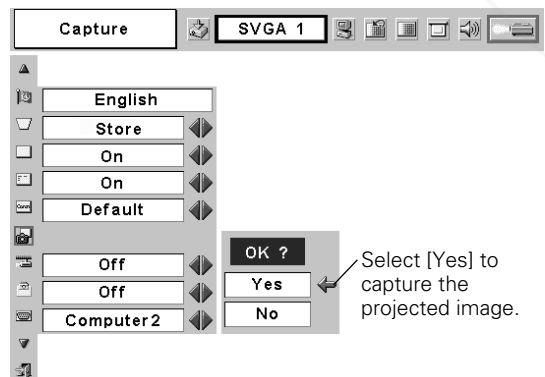 Capture
SVGA 1
English
Store
On
On
Default
Off
Off
Computer2
OK ?
Yes
No
Select [Yes] to
capture the
projected image.